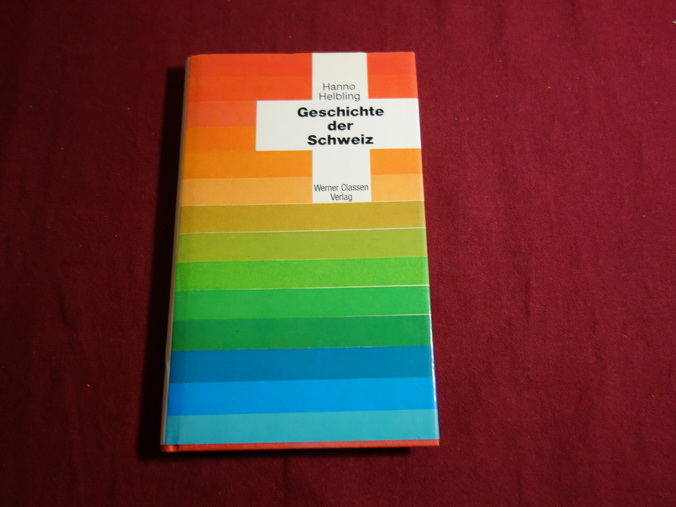 Hanno
Helbling
Geschichte
der
Schweiz
Werner Classen
Verlag